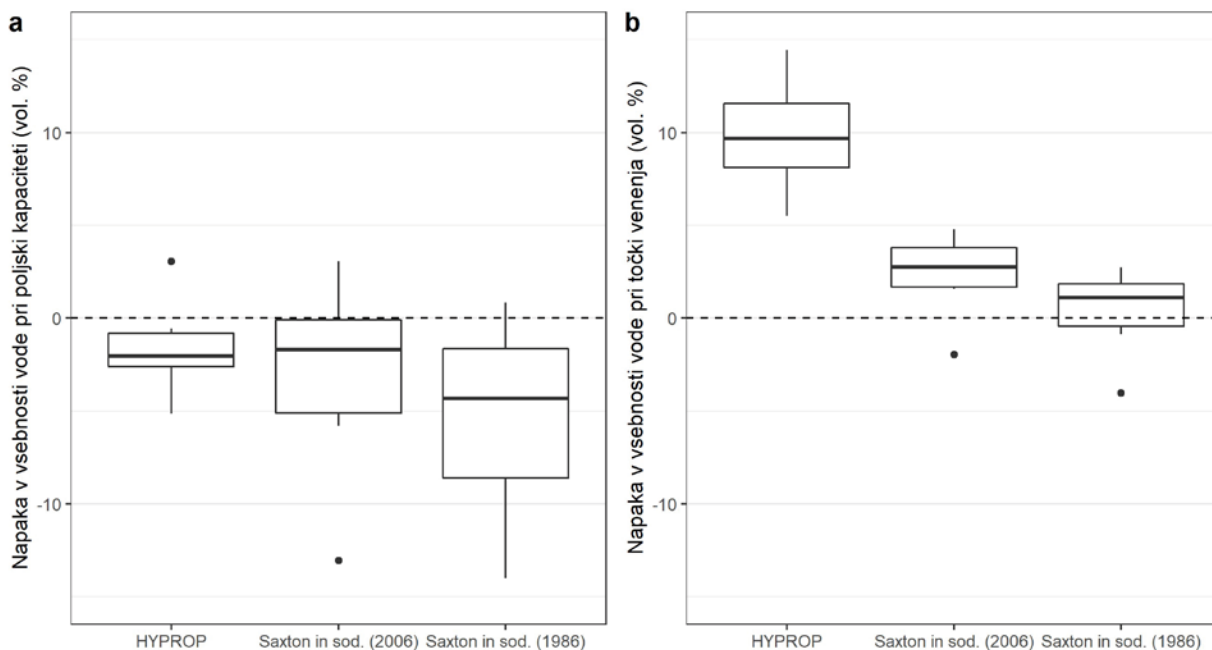 a
Napaka v vsebnosti vode pri poljski kapaciteti (vol. %)
10
0
-10
HYPROP
Saxton in sod. (2006)
Saxton in sod. (1986)
b
Napaka v vsebnosti vode pri točki venenja (vol. %)
10
0
-10
HYPROP
Saxton in sod. (2006)
Saxton in sod. (1986)